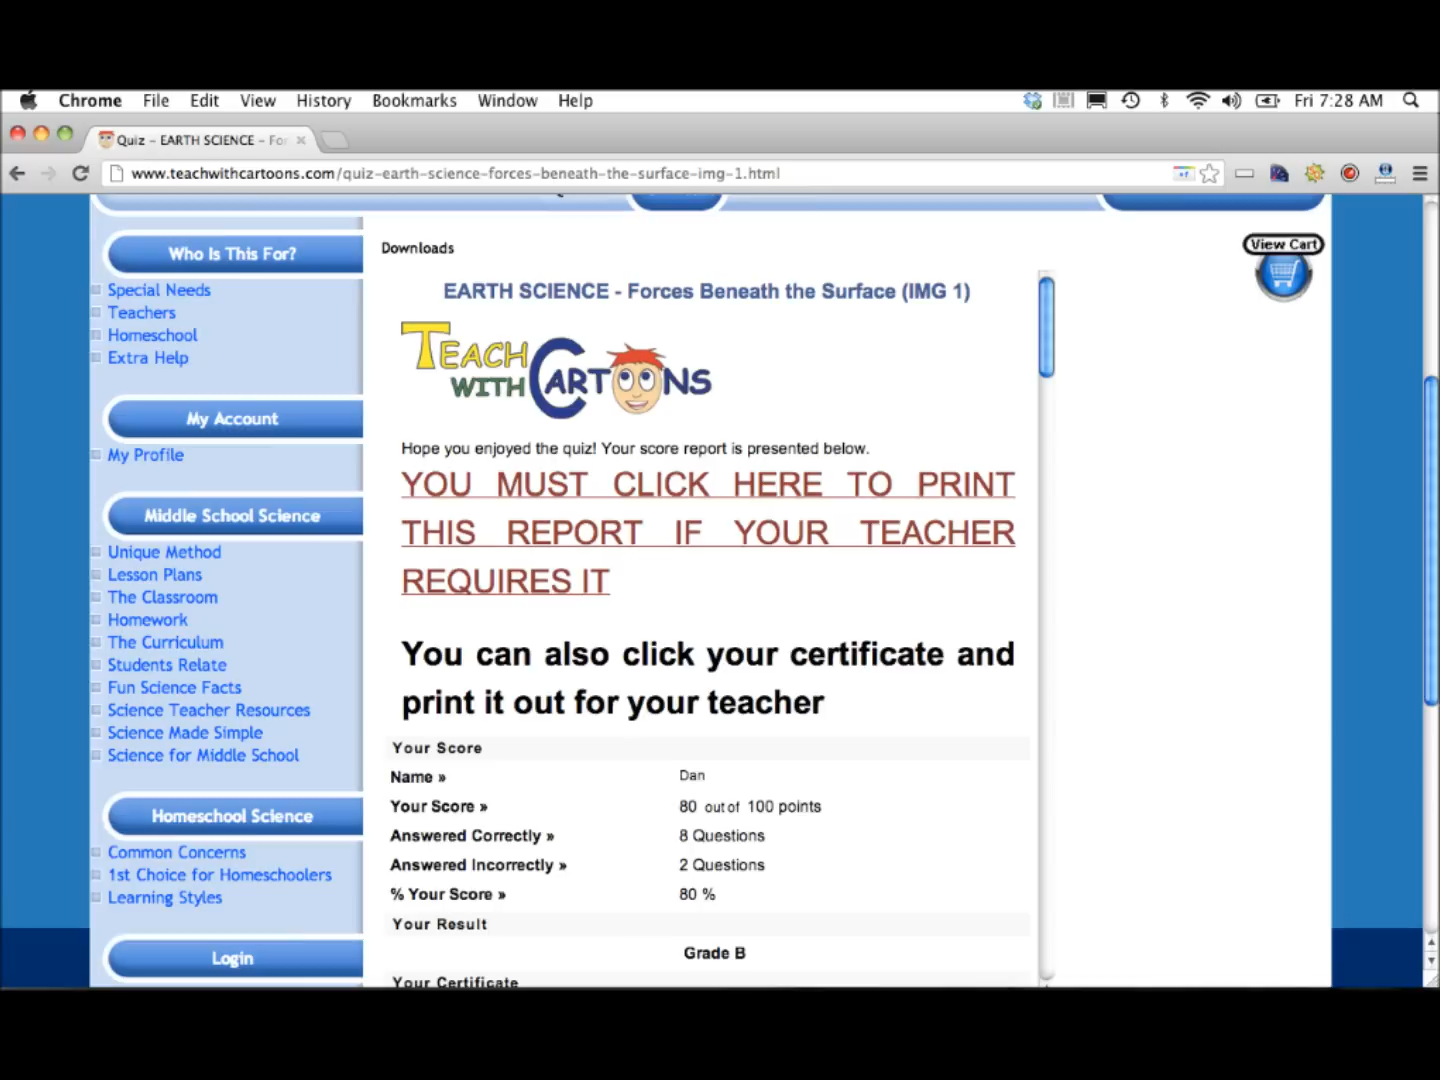 Chrome File Edit View History Bookmarks Window Help Fri 7:28 AM
Quiz – EARTH SCIENCE – Fo
www.teachwithcartoons.com/quiz-earth-science-forces-beneath-the-surface-img-1.html
Who Is This For?
Special Needs
Teachers
Homeschool
Extra Help
My Account
My Profile
Middle School Science
Unique Method
Lesson Plans
The Classroom
Homework
The Curriculum
Students Relate
Fun Science Facts
Science Teacher Resources
Science Made Simple
Science for Middle School
Homeschool Science
Common Concerns
1st Choice for Homeschoolers
Learning Styles
Login
Downloads
View Cart
EARTH SCIENCE - Forces Beneath the Surface (IMG 1)
TEACH
WITH CARTOONS
Hope you enjoyed the quiz! Your score report is presented below.
YOU MUST CLICK HERE TO PRINT
THIS REPORT IF YOUR TEACHER
REQUIRES IT
You can also click your certificate and
print it out for your teacher
Your Score
Name » Dan
Your Score » 80 out of 100 points
Answered Correctly » 8 Questions
Answered Incorrectly » 2 Questions
% Your Score » 80 %
Your Result
Grade B
Your Certificate